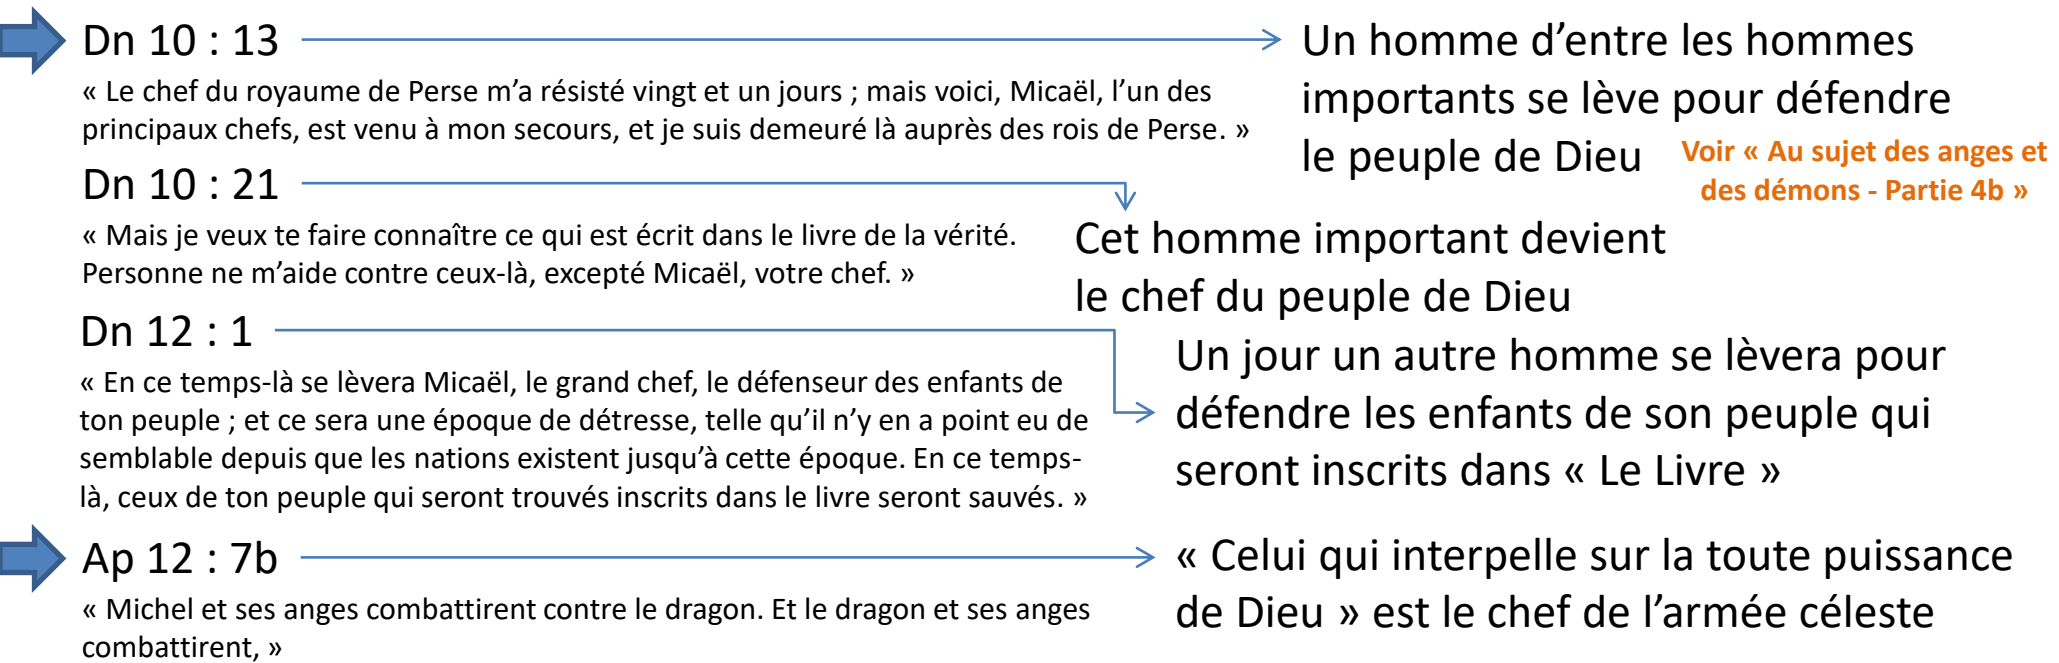 Dn 10 : 13
« Le chef du royaume de Perse m'a résisté vingt et un jours ; mais voici, Micaël, l'un des
principaux chefs, est venu à mon secours, et je suis demeuré là auprès des rois de Perse. »
Un homme d'entre les hommes
importants se lève pour défendre
le peuple de Dieu
Voir « Au sujet des anges et
des démons - Partie 4b »
Dn 10 : 21
« Mais je veux te faire connaître ce qui est écrit dans le livre de la vérité.
Personne ne m'aide contre ceux-là, excepté Micaël, votre chef. »
Cet homme important devient
le chef du peuple de Dieu
Dn 12 : 1
« En ce temps-là se lèvera Micaël, le grand chef, le défenseur des enfants de
ton peuple ; et ce sera une époque de détresse, telle qu'il n'y en a point eu de
semblable depuis que les nations existent jusqu'à cette époque. En ce temps-
là, ceux de ton peuple qui seront trouvés inscrits dans le livre seront sauvés. »
Un jour un autre homme se lèvera pour
défendre les enfants de son peuple qui
seront inscrits dans « Le Livre »
Ap 12 : 7b
« Michel et ses anges combattirent contre le dragon. Et le dragon et ses anges
combattirent, »
« Celui qui interpelle sur la toute puissance
de Dieu » est le chef de l'armée céleste